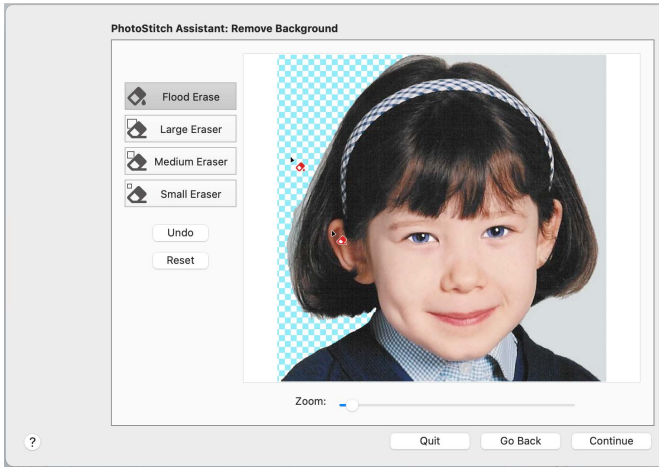 PhotoStitch Assistant: Remove Background
Flood Erase
Large Eraser
Medium Eraser
Small Eraser
Undo
Reset
Zoom:
?
Quit
Go Back
Continue